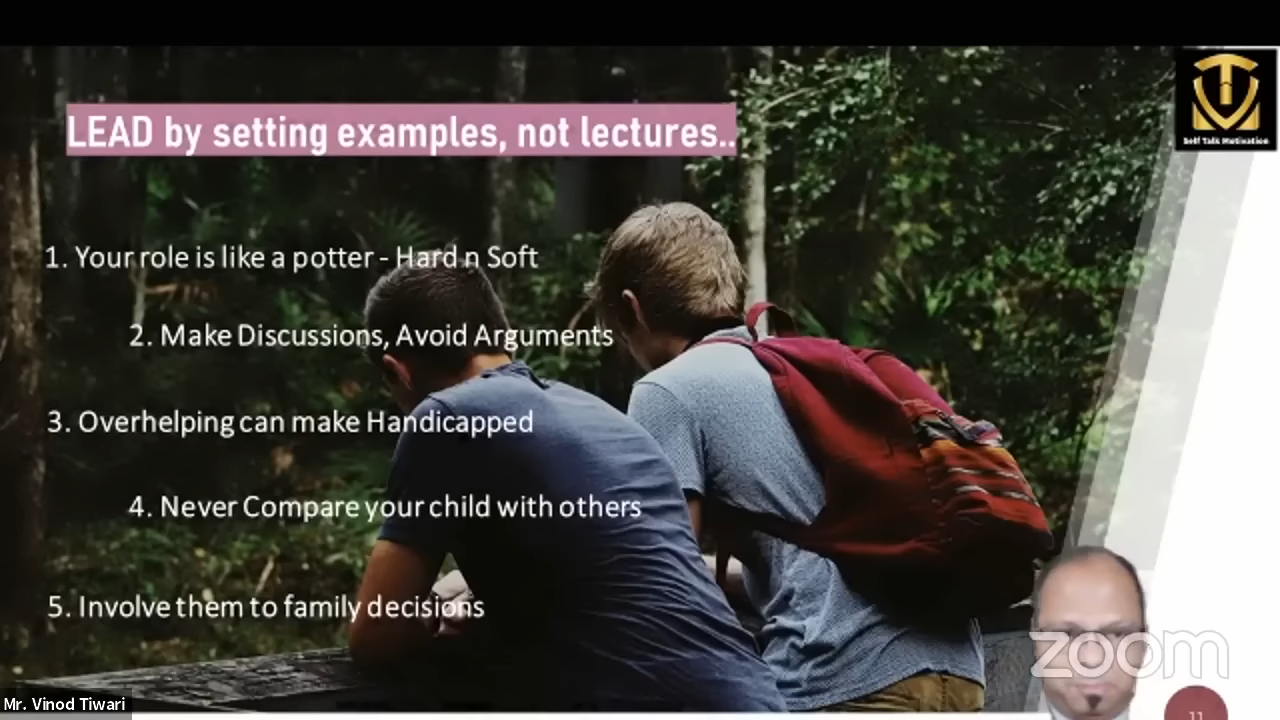 LEAD by setting examples, not lectures..
Self Talk Motivation
1. Your role is like a potter - Hard n Soft
2. Make Discussions, Avoid Arguments
3. Overhelping can make Handicapped
4. Never Compare your child with others
5. Involve them to family decisions
zoom
Mr. Vinod Tiwari
11